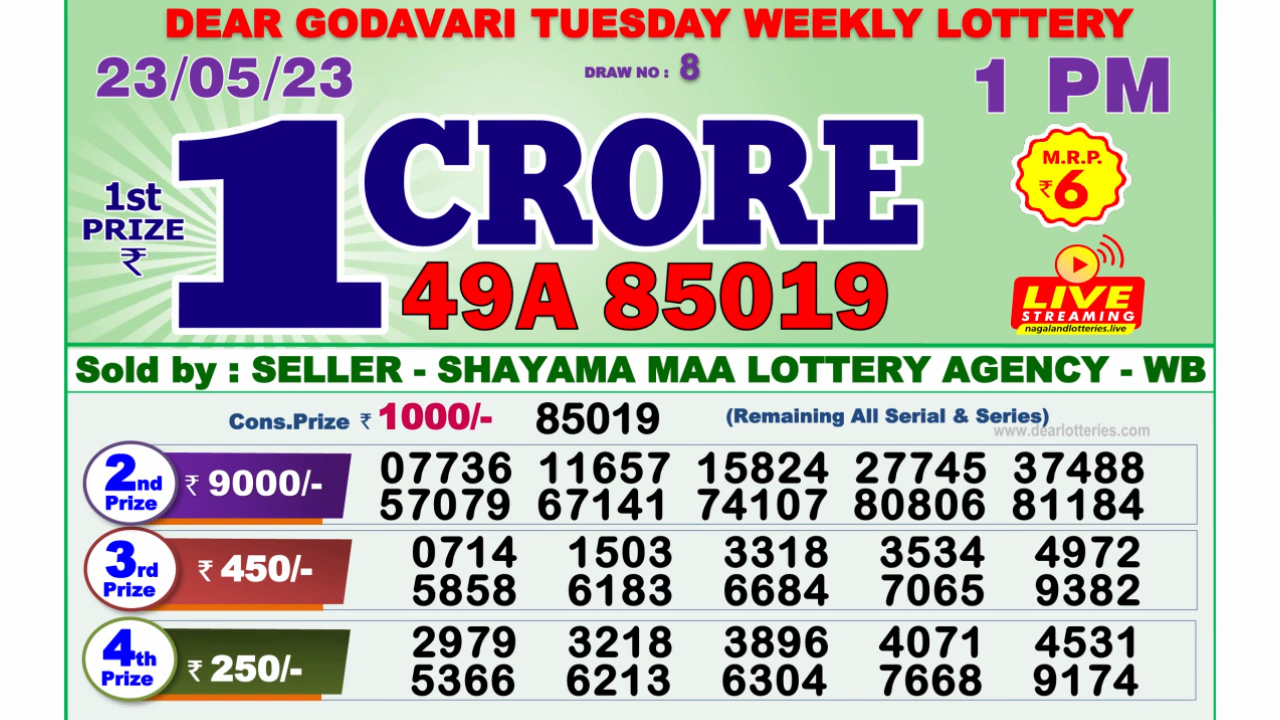 DEAR GODAVARI TUESDAY WEEKLY LOTTERY
23/05/23 DRAW NO : 8 1 PM
1st PRIZE ₹ 1 CRORE
49A 85019
M.R.P.
₹6
LIVE
STREAMING
nagalandlotteries.live
Sold by : SELLER - SHAYAMA MAA LOTTERY AGENCY - WB
Cons.Prize ₹ 1000/- 85019 (Remaining All Serial & Series)
www.dearlotteries.com
2nd Prize ₹ 9000/-
07736 11657 15824 27745 37488
57079 67141 74107 80806 81184
3rd Prize ₹ 450/-
0714 1503 3318 3534 4972
5858 6183 6684 7065 9382
4th Prize ₹ 250/-
2979 3218 3896 4071 4531
5366 6213 6304 7668 9174